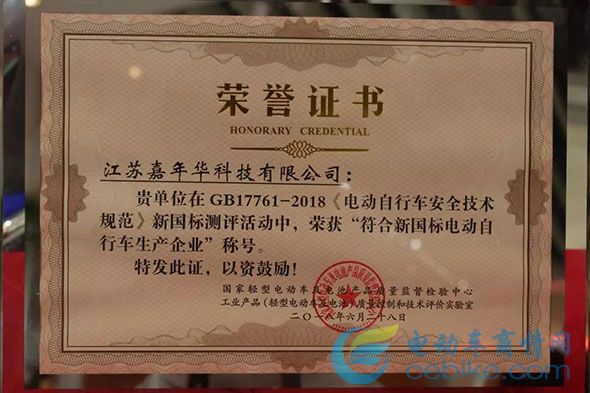 荣誉证书
HONORARY CREDENTIAL
江苏嘉年华科技有限公司：
贵单位在GB17761-2018《电动自行车安全技术
规范》新国标测评活动中，荣获“符合新国标电动自
行车生产企业”称号。
特发此证，以资鼓励！
国家轻型电动车及电池产品质量监督检验中心
工业产品（轻型电动车及电池）质量控制和技术评价实验室
二〇一八年六月二十八日
电动车商情网
cebike.com